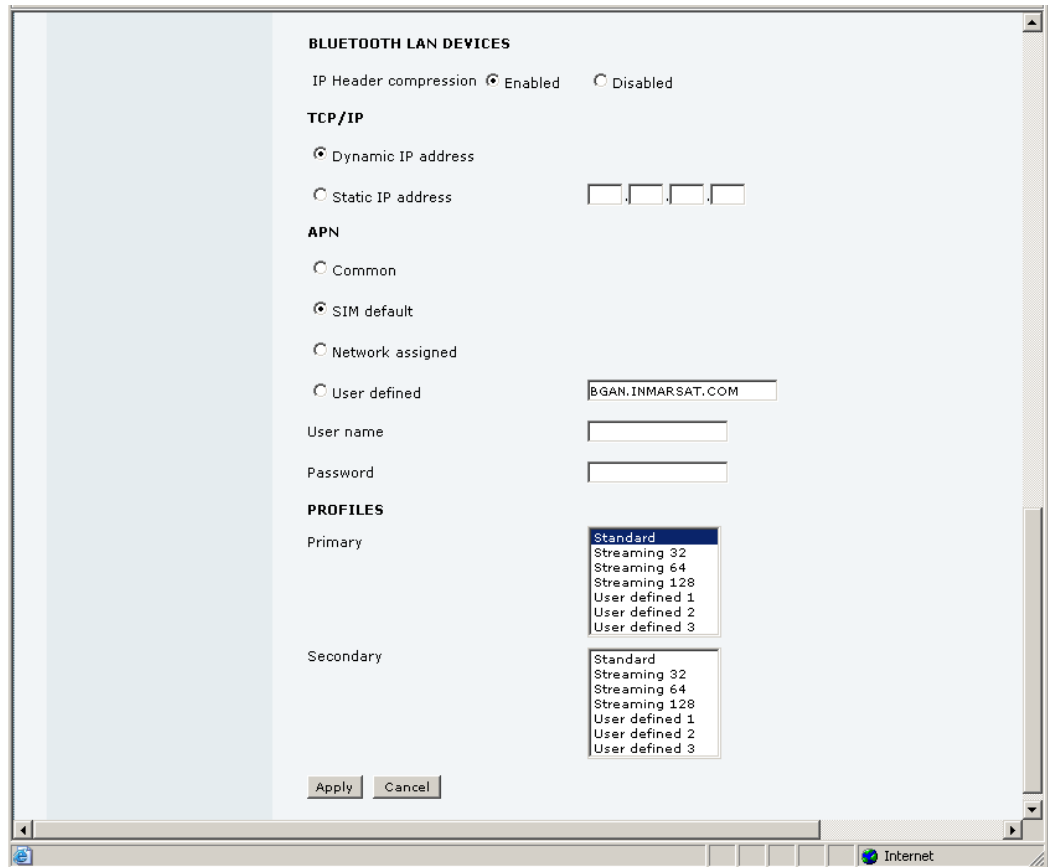 BLUETOOTH LAN DEVICES
IP Header compression Enabled Disabled
TCP/IP
Dynamic IP address
Static IP address . . .
APN
Common
SIM default
Network assigned
User defined BGAN.INMARSAT.COM
User name
Password
PROFILES
Primary
Standard
Streaming 32
Streaming 64
Streaming 128
User defined 1
User defined 2
User defined 3
Secondary
Standard
Streaming 32
Streaming 64
Streaming 128
User defined 1
User defined 2
User defined 3
Apply Cancel
Internet